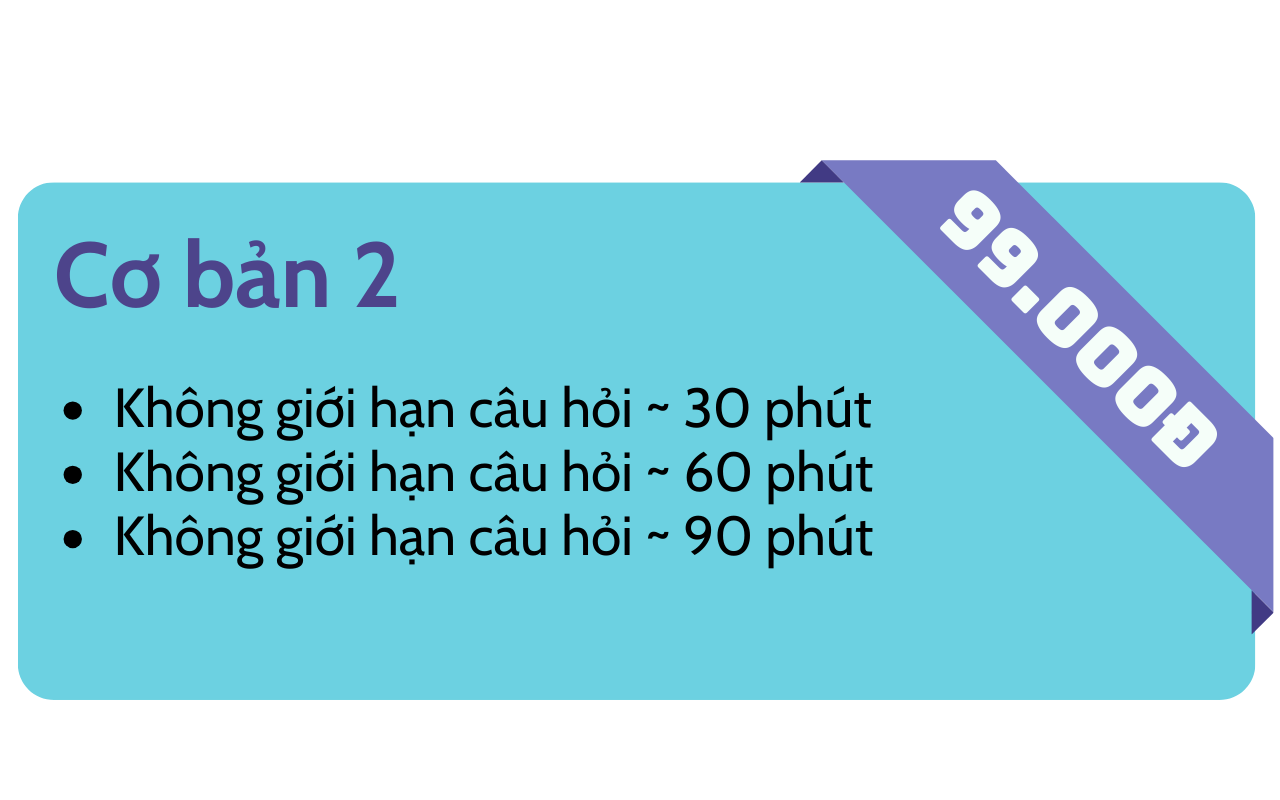 99.000Đ
Cơ bản 2
• Không giới hạn câu hỏi ~ 30 phút
• Không giới hạn câu hỏi ~ 60 phút
• Không giới hạn câu hỏi ~ 90 phút